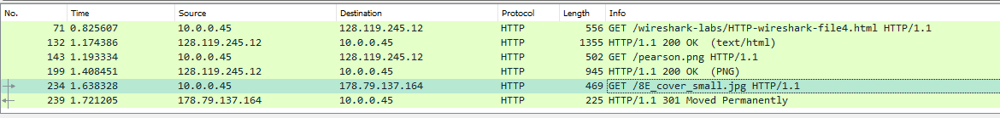 No. Time Source Destination Protocol Length Info
71 0.825607 10.0.0.45 128.119.245.12 HTTP 556 GET /wireshark-labs/HTTP-wireshark-file4.html HTTP/1.1
132 1.174386 128.119.245.12 10.0.0.45 HTTP 1355 HTTP/1.1 200 OK (text/html)
143 1.193334 10.0.0.45 128.119.245.12 HTTP 502 GET /pearson.png HTTP/1.1
199 1.408451 128.119.245.12 10.0.0.45 HTTP 945 HTTP/1.1 200 OK (PNG)
234 1.638328 10.0.0.45 178.79.137.164 HTTP 469 GET /8E_cover_small.jpg HTTP/1.1
239 1.721205 178.79.137.164 10.0.0.45 HTTP 225 HTTP/1.1 301 Moved Permanently